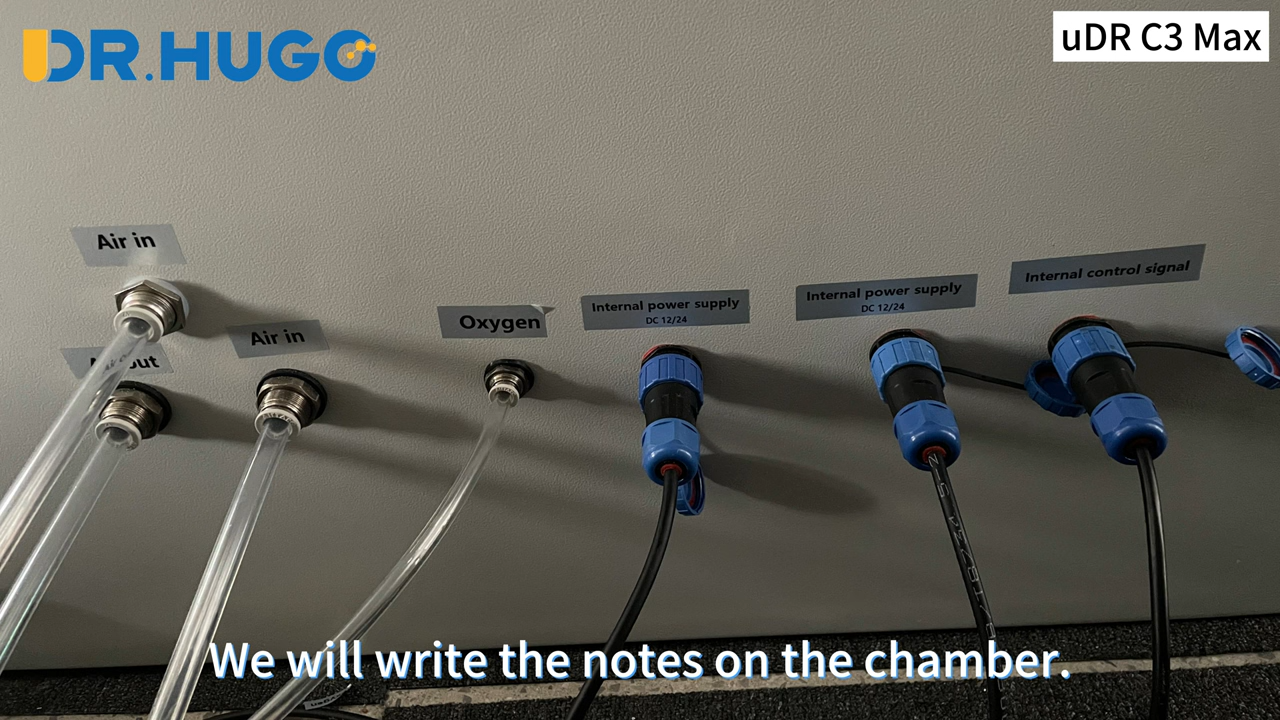 DR.HUGO
uDR C3 Max
Air in
out
Air in
Oxygen
Internal power supply
DC 12/24
Internal power supply
DC 12/24
Internal control signal
We will write the notes on the chamber.